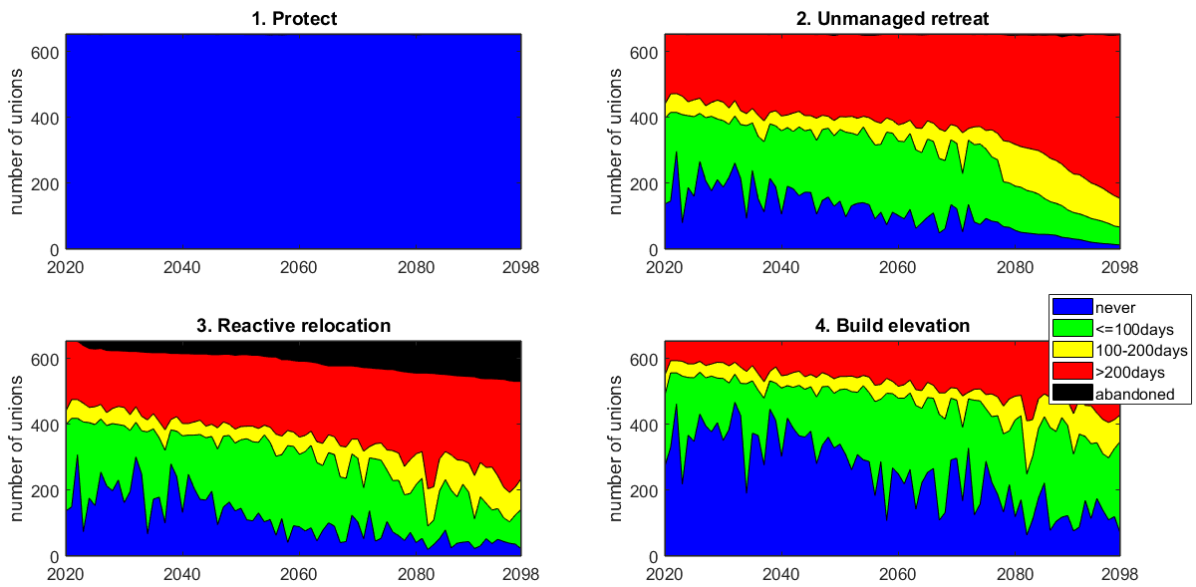 1. Protect
number of unions
600
400
200
0
2020 2040 2060 2080 2098
2. Unmanaged retreat
number of unions
600
400
200
0
2020 2040 2060 2080 2098
3. Reactive relocation
number of unions
600
400
200
0
2020 2040 2060 2080 2098
4. Build elevation
number of unions
600
400
200
0
2020 2040 2060 2080 2098
never
<=100days
100-200days
>200days
abandoned